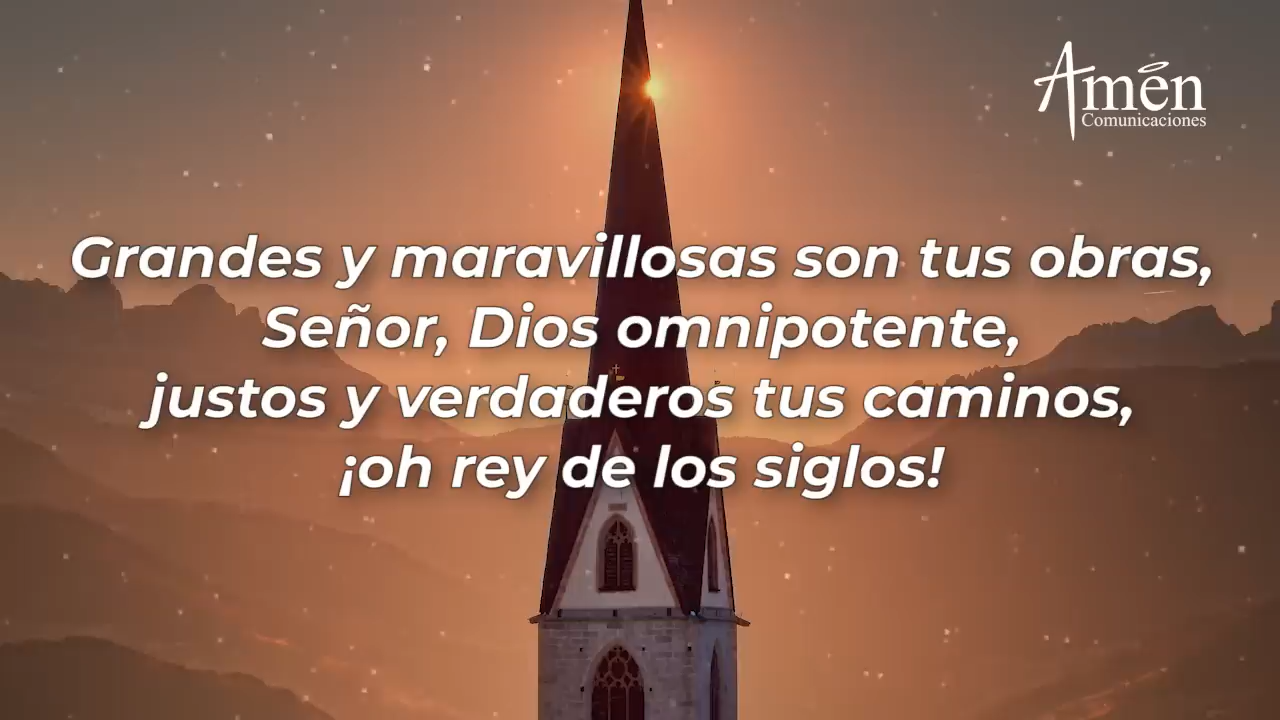 Amén
Comunicaciones
Grandes y maravillosas son tus obras,
Señor, Dios omnipotente,
justos y verdaderos tus caminos,
¡oh rey de los siglos!